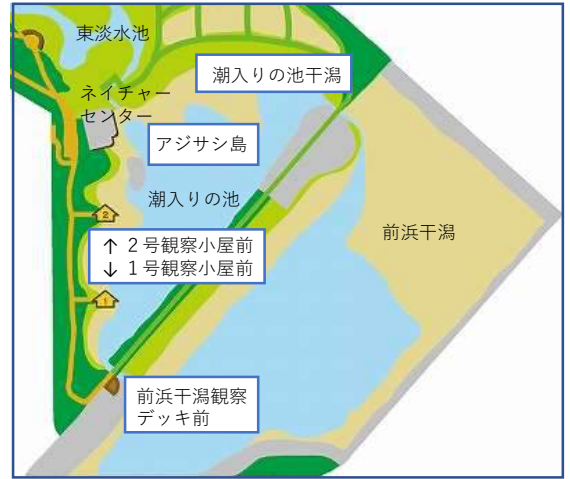 東淡水池
潮入りの池干潟
ネイチャー
センター
アジサシ島
潮入りの池
2
前浜干潟
↑ 2号観察小屋前
↓ 1号観察小屋前
1
前浜干潟観察
デッキ前